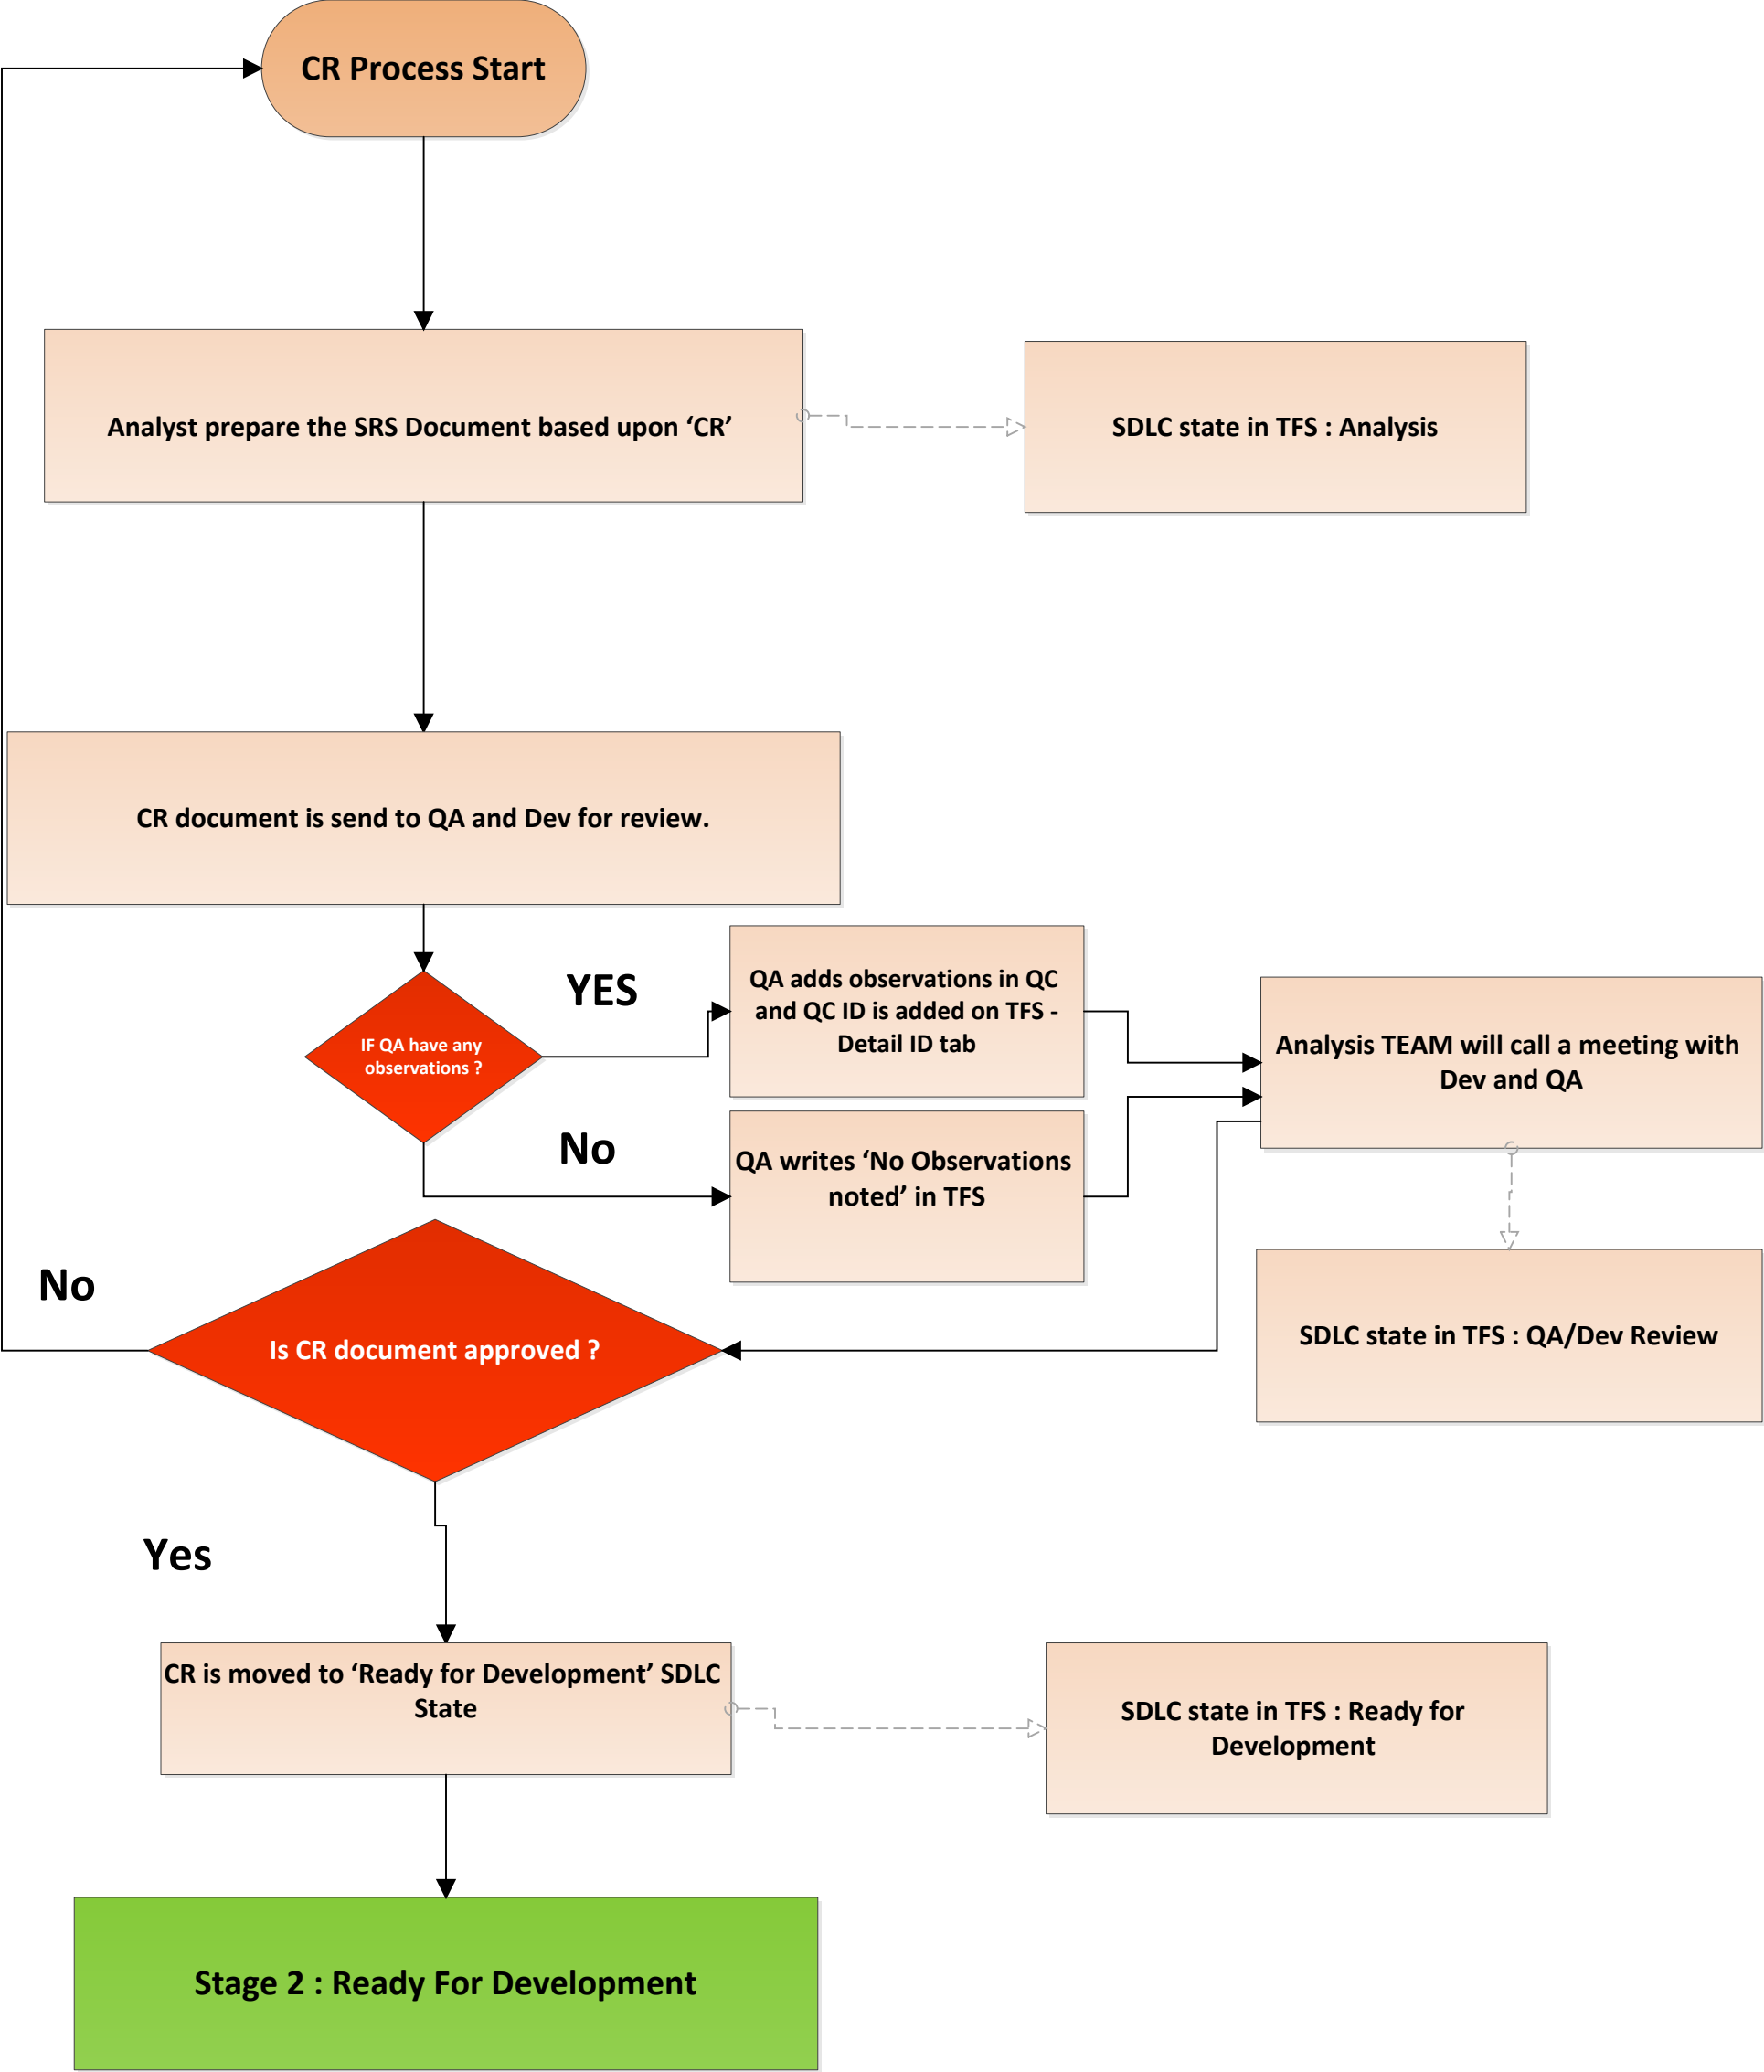 CR Process Start
Analyst prepare the SRS Document based upon ‘CR’
SDLC state in TFS : Analysis
CR document is send to QA and Dev for review.
YES
IF QA have any
observations ?
QA adds observations in QC
and QC ID is added on TFS -
Detail ID tab
Analysis TEAM will call a meeting with
Dev and QA
No
QA writes ‘No Observations
noted’ in TFS
No
Is CR document approved ?
SDLC state in TFS : QA/Dev Review
Yes
CR is moved to ‘Ready for Development’ SDLC
State
SDLC state in TFS : Ready for
Development
Stage 2 : Ready For Development